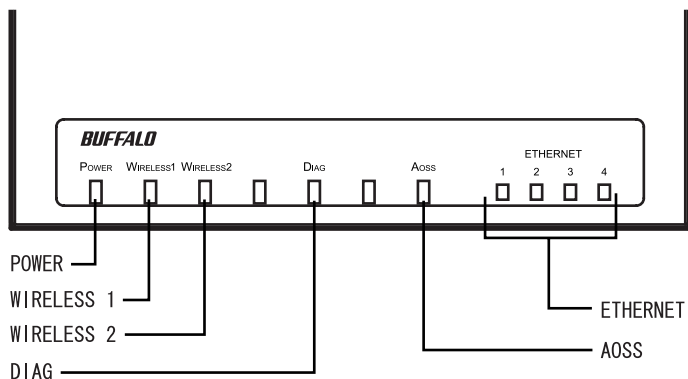 BUFFALO
POWER WIRELESS1 WIRELESS2 DIAG AOSS ETHERNET
1 2 3 4
POWER
WIRELESS 1
WIRELESS 2
DIAG
ETHERNET
AOSS